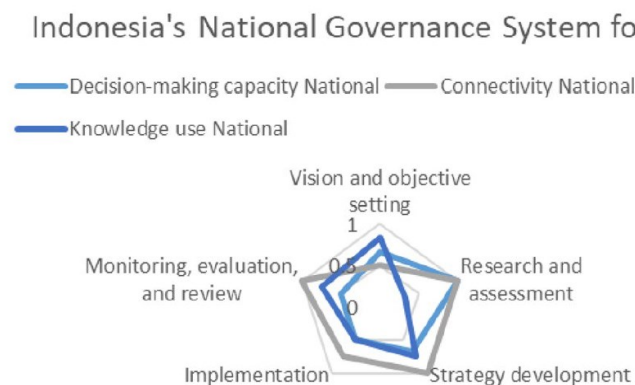 Indonesia's National Governance System fo
Decision-making capacity National
Connectivity National
Knowledge use National
Vision and objective
setting
1
0.5
0
Monitoring, evaluation,
and review
Research and
assessment
Implementation
Strategy development